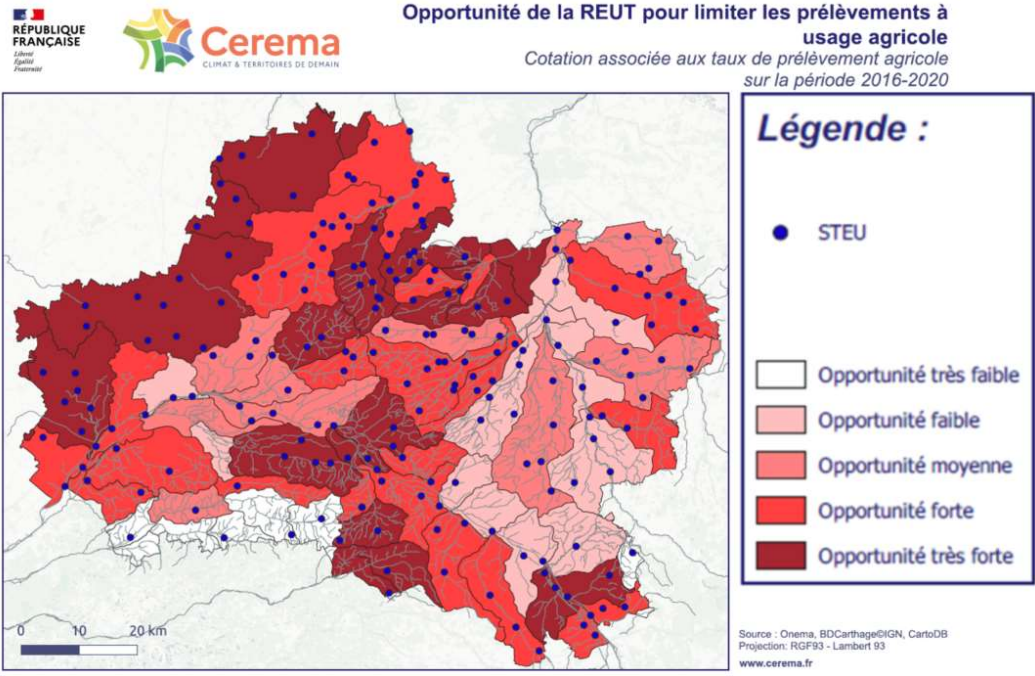 RÉPUBLIQUE
FRANÇAISE
Liberté
Égalité
Fraternité
Cerema
CLIMAT & TERRITOIRES DE DEMAIN
Opportunité de la REUT pour limiter les prélèvements à
usage agricole
Cotation associée aux taux de prélèvement agricole
sur la période 2016-2020
Légende :
STEU
Opportunité très faible
Opportunité faible
Opportunité moyenne
Opportunité forte
Opportunité très forte
0 10 20 km
Source : Onema, BDCarthage©IGN, CartoDB
Projection: RGF93 - Lambert 93
www.cerema.fr